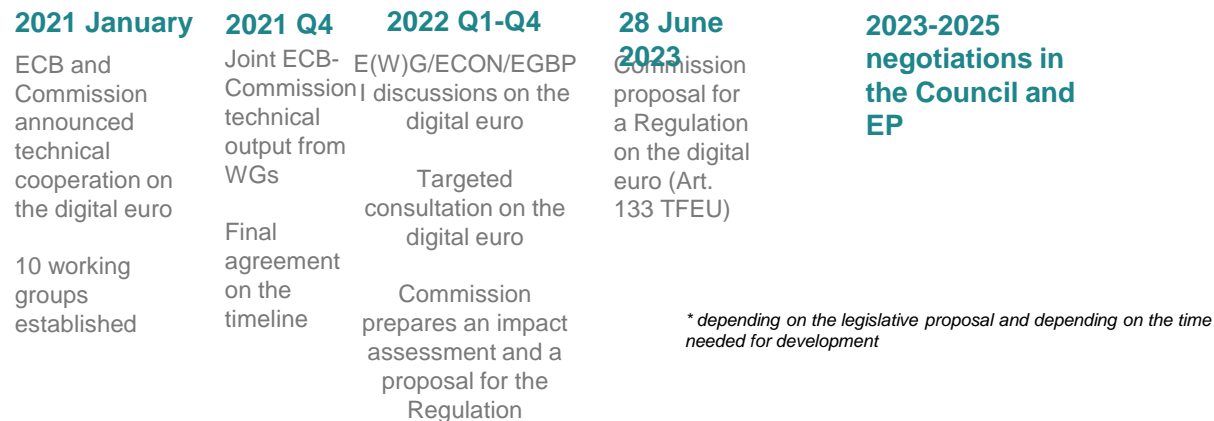 2021 January
ECB and
Commission
announced
technical
cooperation on
the digital euro
10 working
groups
established
2021 Q4
Joint ECB-
Commission
technical
output from
WGs
Final
agreement
on the
timeline
2022 Q1-Q4
E(W)G/ECON/EGBP
I discussions on the
digital euro
Targeted
consultation on the
digital euro
Commission
prepares an impact
assessment and a
proposal for the
Regulation
28 June
2023
Commission
proposal for
a Regulation
on the digital
euro (Art.
133 TFEU)
2023-2025
negotiations in
the Council and
EP
* depending on the legislative proposal and depending on the time
needed for development